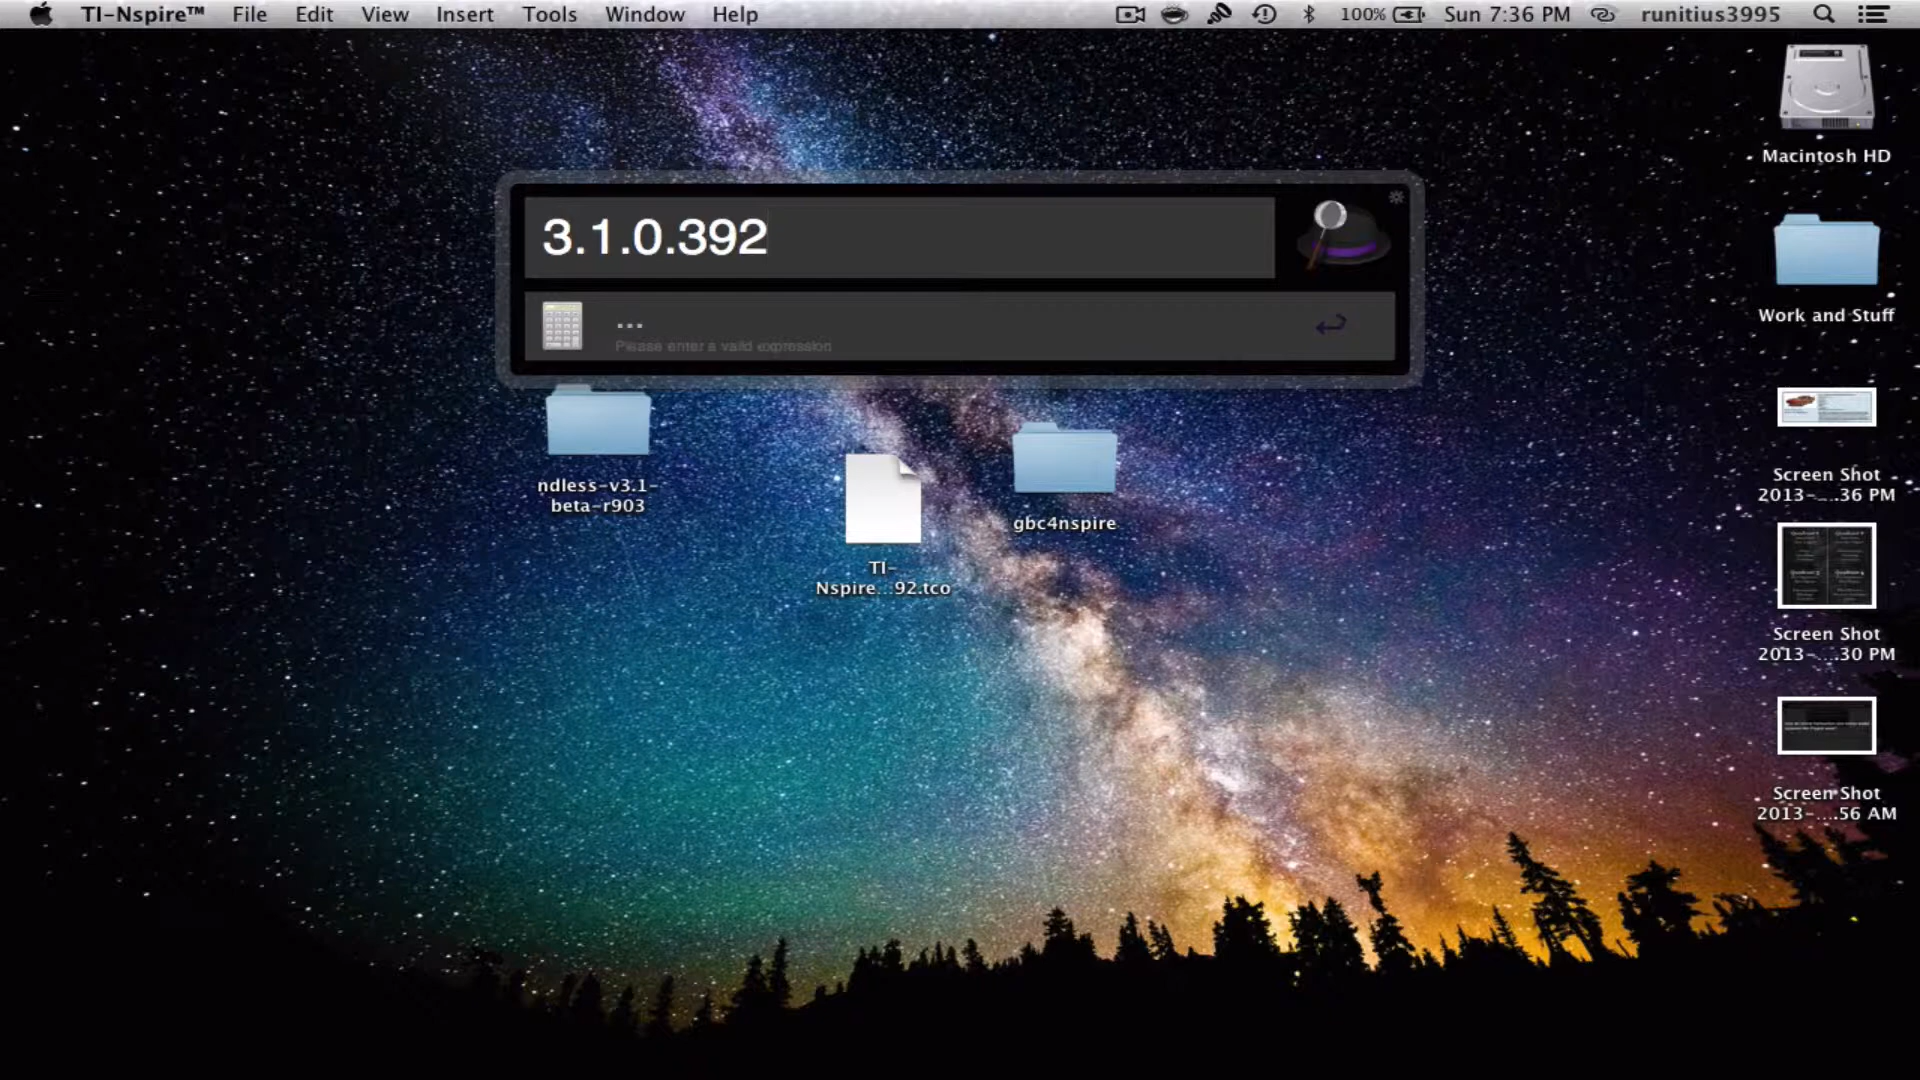 TI-Nspire™ File Edit View Insert Tools Window Help 100% Sun 7:36 PM runitius3995
3.1.0.392
...
Please enter a valid expression
Macintosh HD
Work and Stuff
ndless-v3.1-
beta-r903
TI-
Nspire...92.tco
gbc4nspire
Screen Shot
2013-....36 PM
Screen Shot
2013-....30 PM
Screen Shot
2013-....56 AM